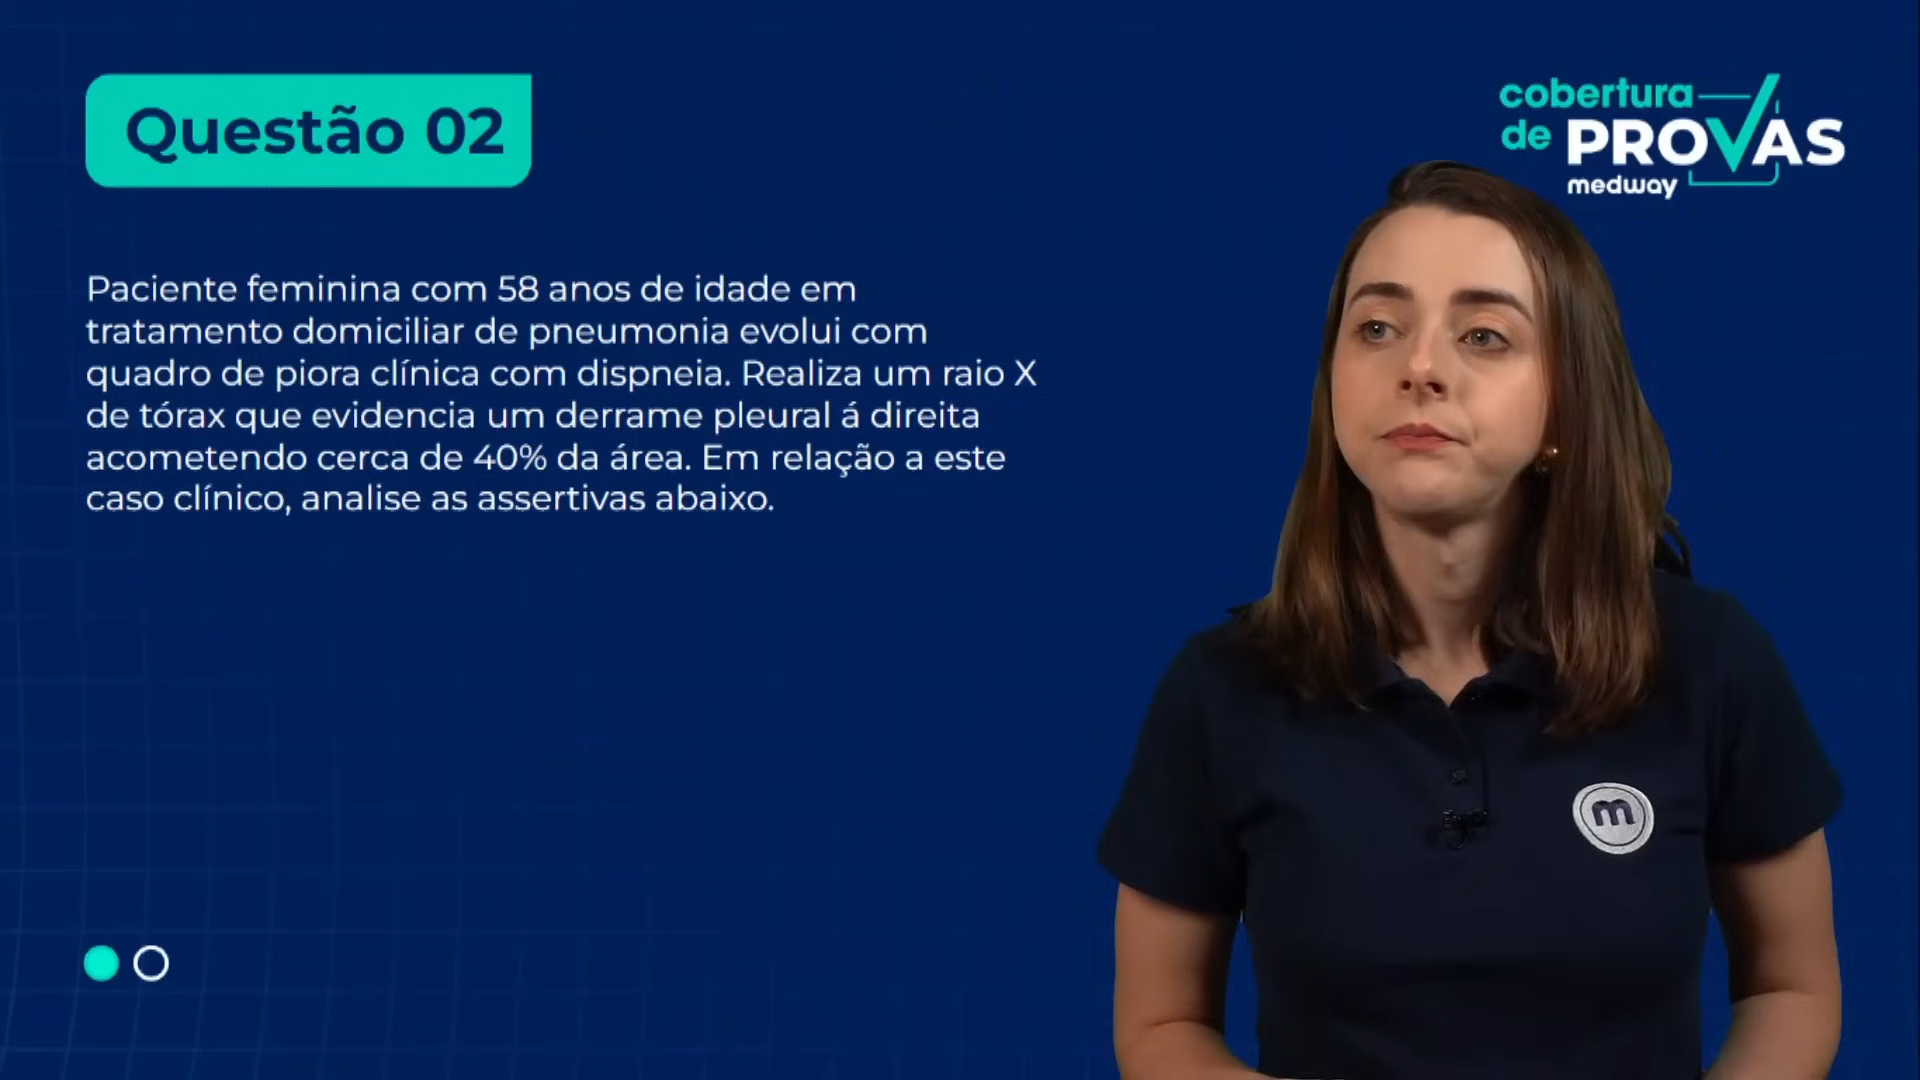 Questão 02
cobertura
de PROVAS
medway
Paciente feminina com 58 anos de idade em
tratamento domiciliar de pneumonia evolui com
quadro de piora clínica com dispneia. Realiza um raio X
de tórax que evidencia um derrame pleural á direita
acometendo cerca de 40% da área. Em relação a este
caso clínico, analise as assertivas abaixo.
m